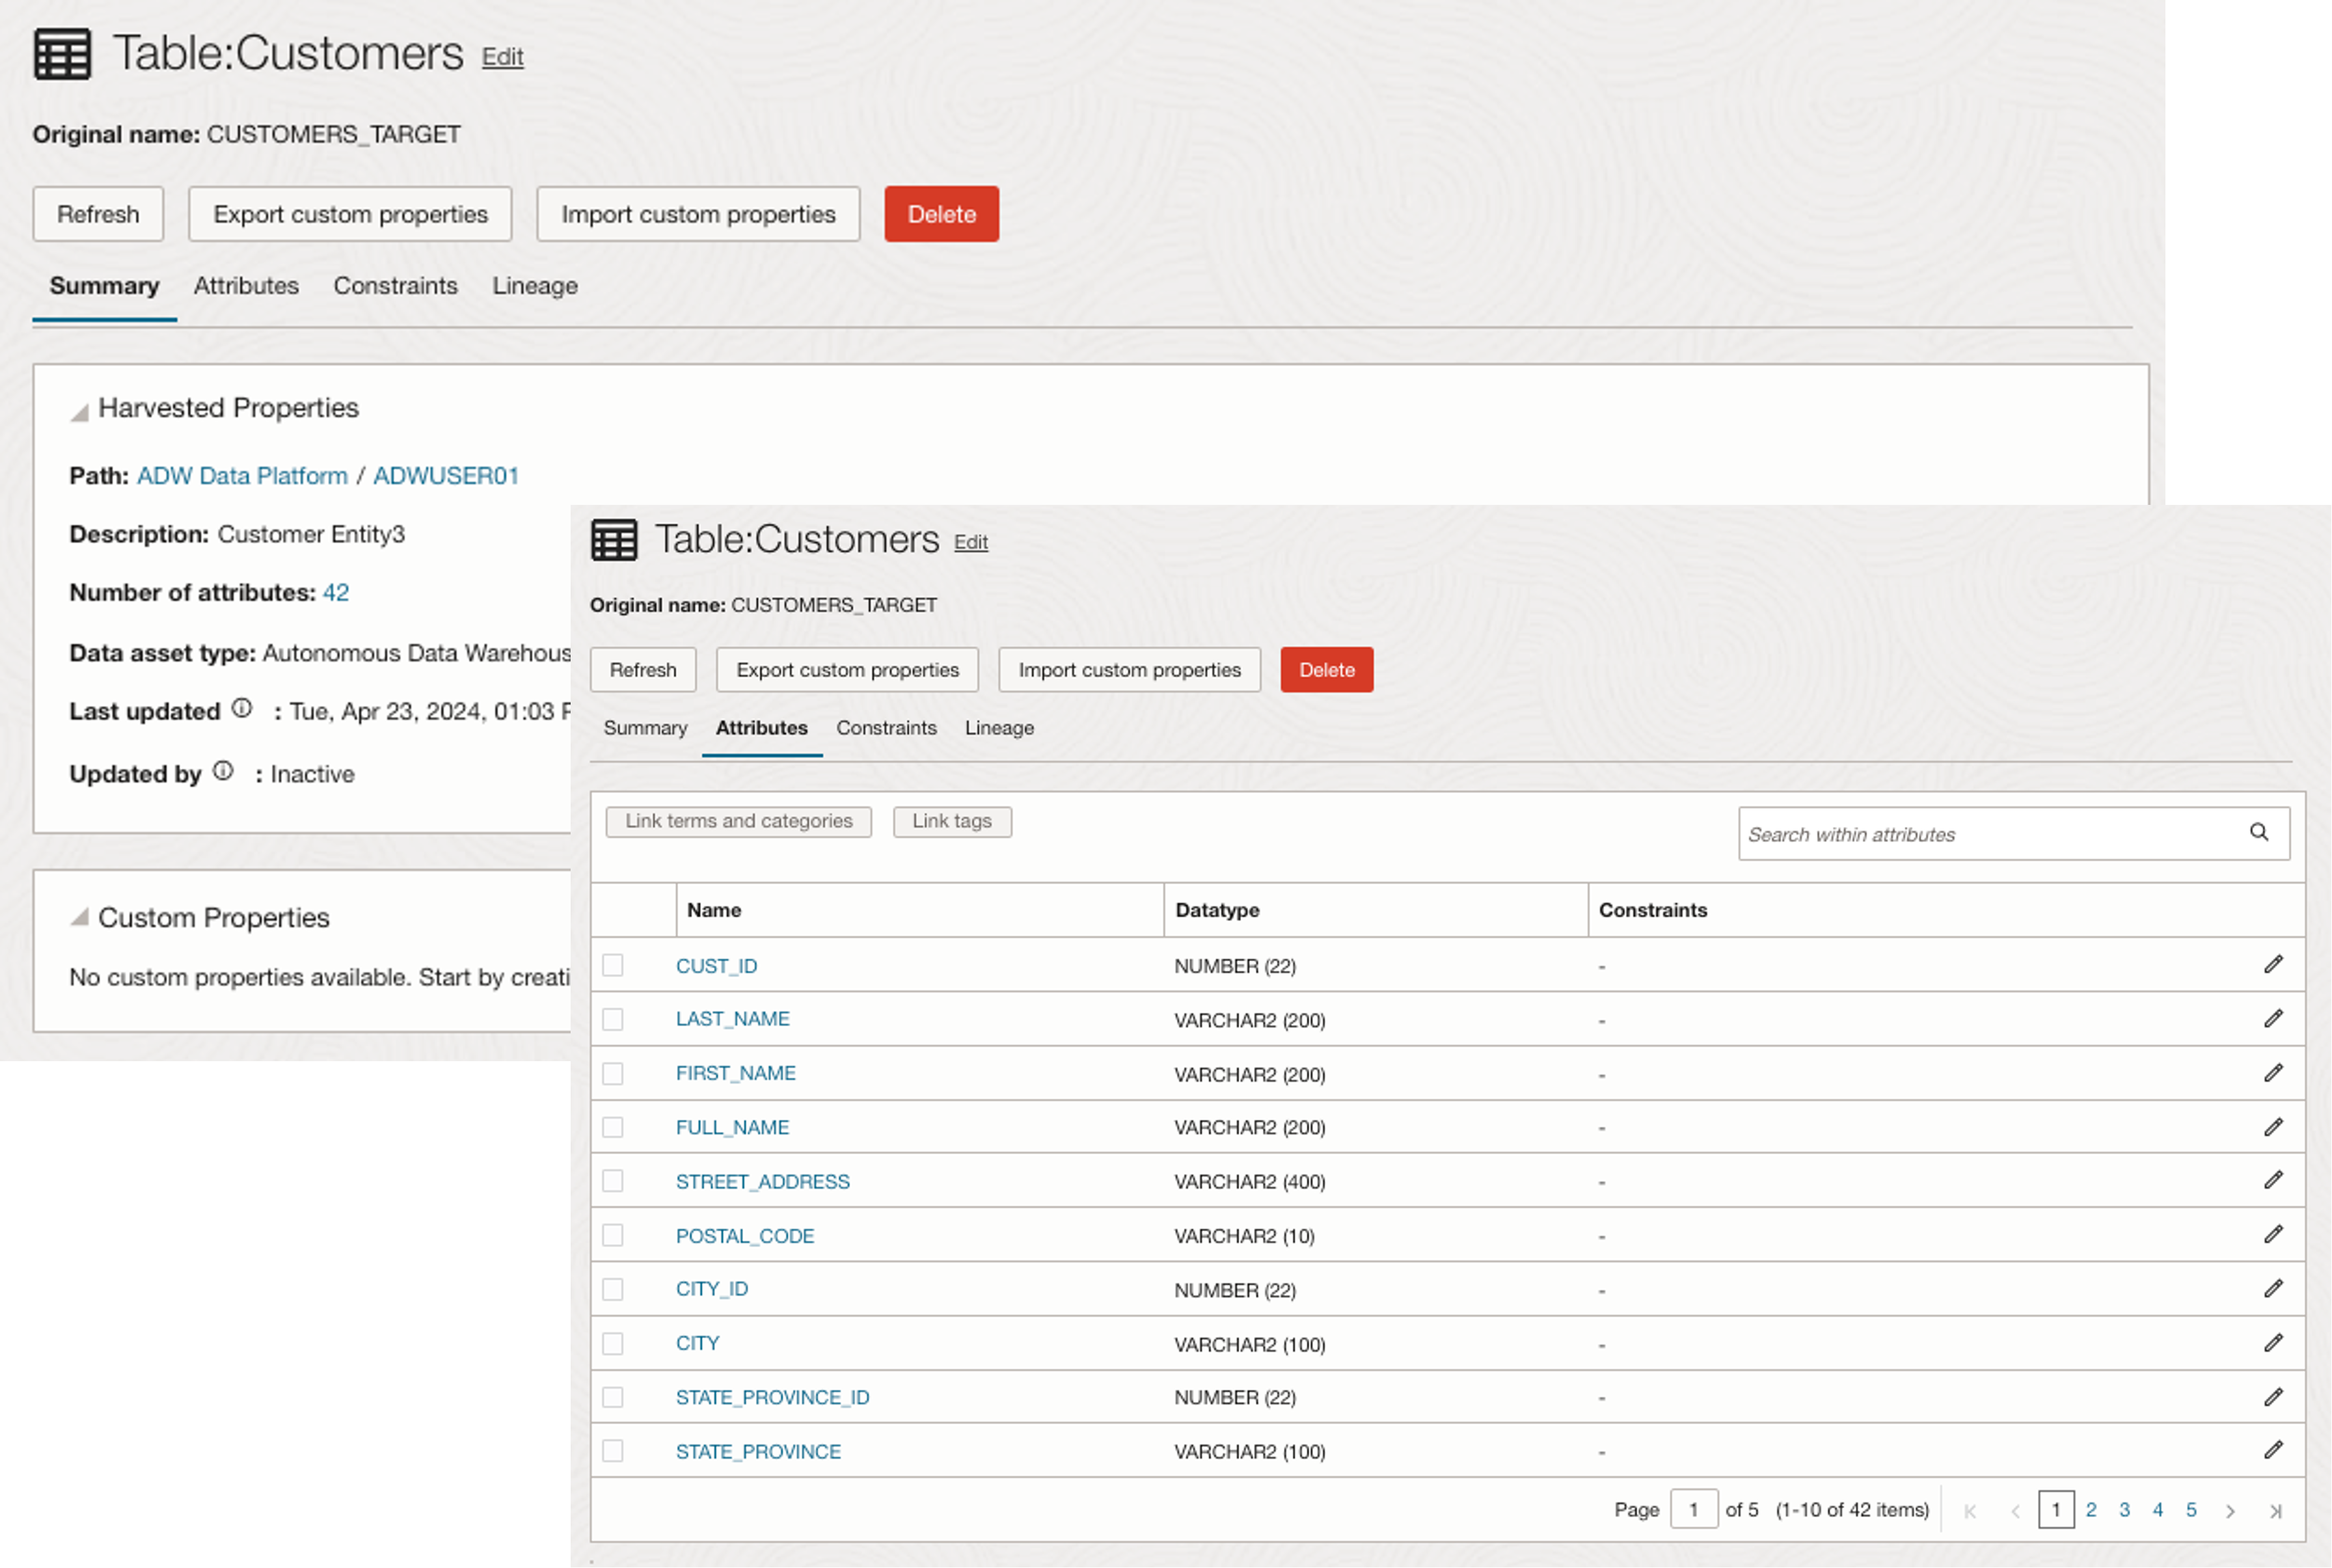 Table:Customers Edit
Original name: CUSTOMERS_TARGET
Refresh Export custom properties Import custom properties Delete
Summary Attributes Constraints Lineage
Harvested Properties
Path: ADW Data Platform / ADWUSER01
Description: Customer Entity3
Number of attributes: 42
Data asset type: Autonomous Data Warehous
Last updated : Tue, Apr 23, 2024, 01:03
Updated by : Inactive
Custom Properties
No custom properties available. Start by creati
Table:Customers Edit
Original name: CUSTOMERS_TARGET
Refresh Export custom properties Import custom properties Delete
Summary Attributes Constraints Lineage
Link terms and categories Link tags Search within attributes
Name Datatype Constraints
CUST_ID NUMBER (22) -
LAST_NAME VARCHAR2 (200) -
FIRST_NAME VARCHAR2 (200) -
FULL_NAME VARCHAR2 (200) -
STREET_ADDRESS VARCHAR2 (400) -
POSTAL_CODE VARCHAR2 (10) -
CITY_ID NUMBER (22) -
CITY VARCHAR2 (100) -
STATE_PROVINCE_ID NUMBER (22) -
STATE_PROVINCE VARCHAR2 (100) -
Page 1 of 5 (1-10 of 42 items) 1 2 3 4 5